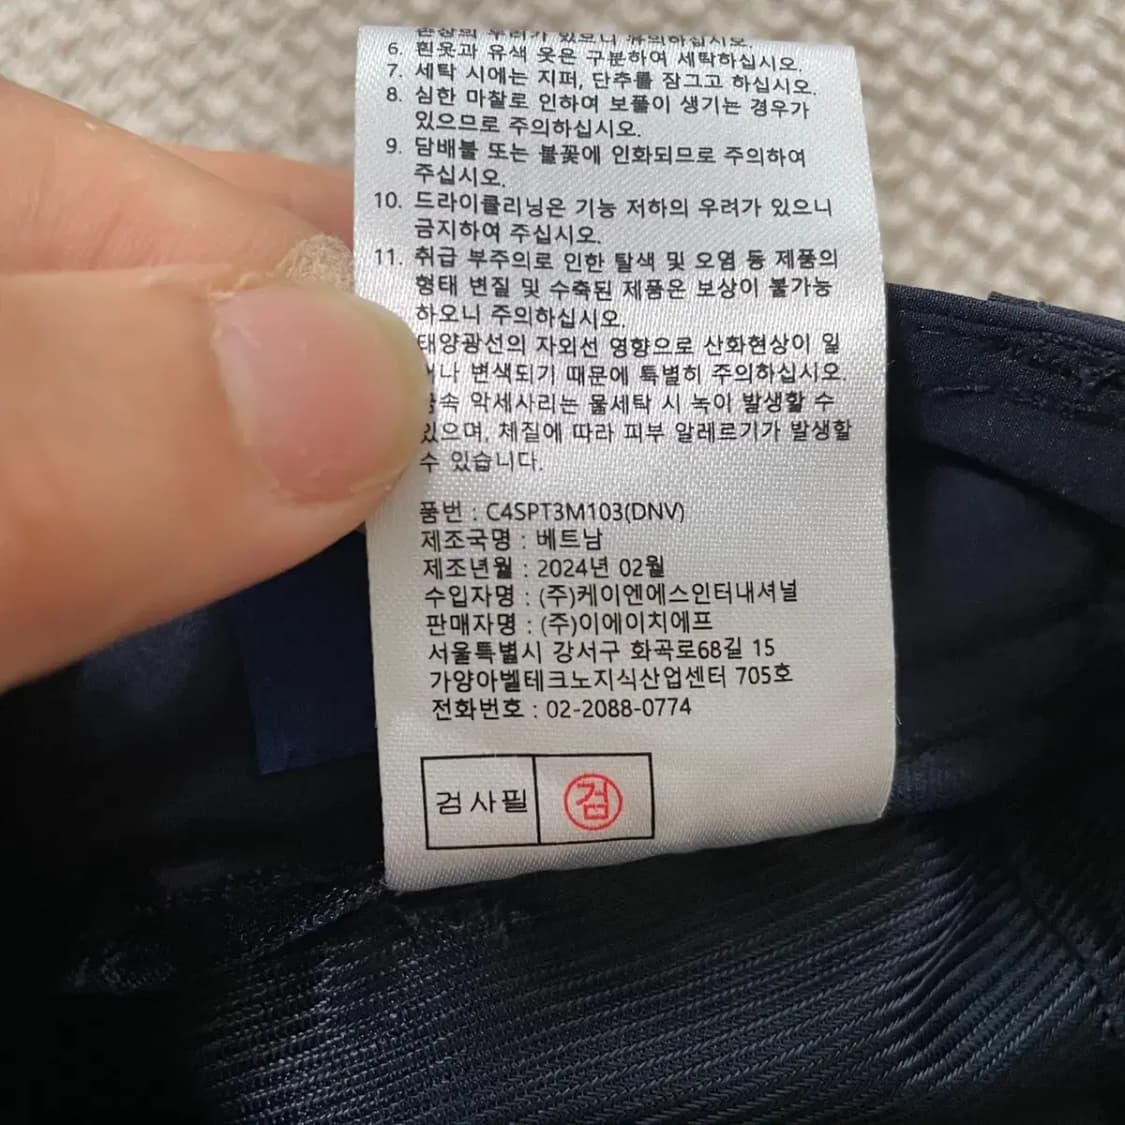 손상의 우려가 있으니 유의하십시오.
6. 흰옷과 유색 옷은 구분하여 세탁하십시오.
7. 세탁 시에는 지퍼, 단추를 잠그고 하십시오.
8. 심한 마찰로 인하여 보풀이 생기는 경우가
있으므로 주의하십시오.
9. 담배불 또는 불꽃에 인화되므로 주의하여
주십시오.
10. 드라이클리닝은 기능 저하의 우려가 있으니
금지하여 주십시오.
11. 취급 부주의로 인한 탈색 및 오염 등 제품의
형태 변질 및 수축된 제품은 보상이 불가능
하오니 주의하십시오.
태양광선의 자외선 영향으로 산화현상이 일
변색되기 때문에 특별히 주의하십시오.
악세사리는 물세탁 시 녹이 발생할 수
있으며, 체질에 따라 피부 알레르기가 발생할
수 있습니다.
품번 : C4SPT3M103(DNV)
제조국명 : 베트남
제조년월 : 2024년 02월
수입자명 : (주)케이엔에스인터내셔널
판매자명 : (주)이에이치에프
서울특별시 강서구 화곡로68길 15
가양아벨테크노지식산업센터 705호
전화번호 : 02-2088-0774
검사필 검